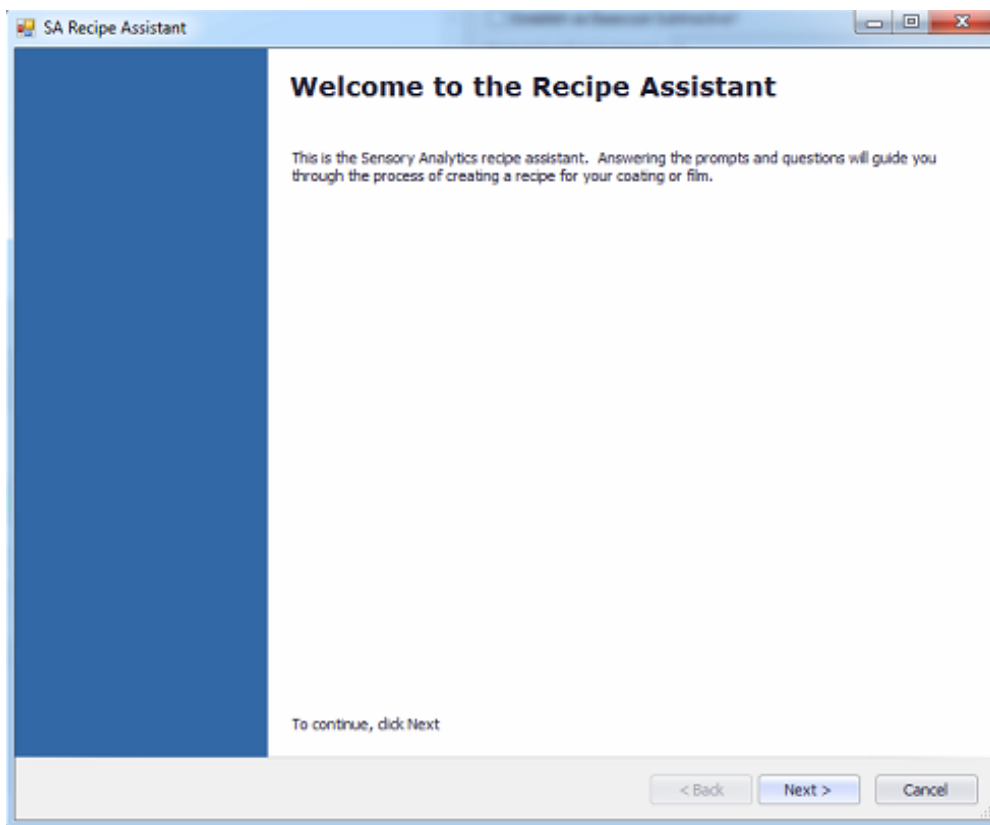 SA Recipe Assistant
Welcome to the Recipe Assistant
This is the Sensory Analytics recipe assistant. Answering the prompts and questions will guide you
through the process of creating a recipe for your coating or film.
To continue, click Next
< Back Next > Cancel